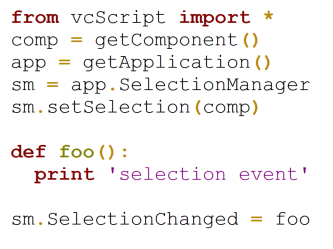 from vcScript import *
comp = getComponent()
app = getApplication()
sm = app.SelectionManager
sm.setSelection(comp)

def foo():
  print 'selection event'

sm.SelectionChanged = foo